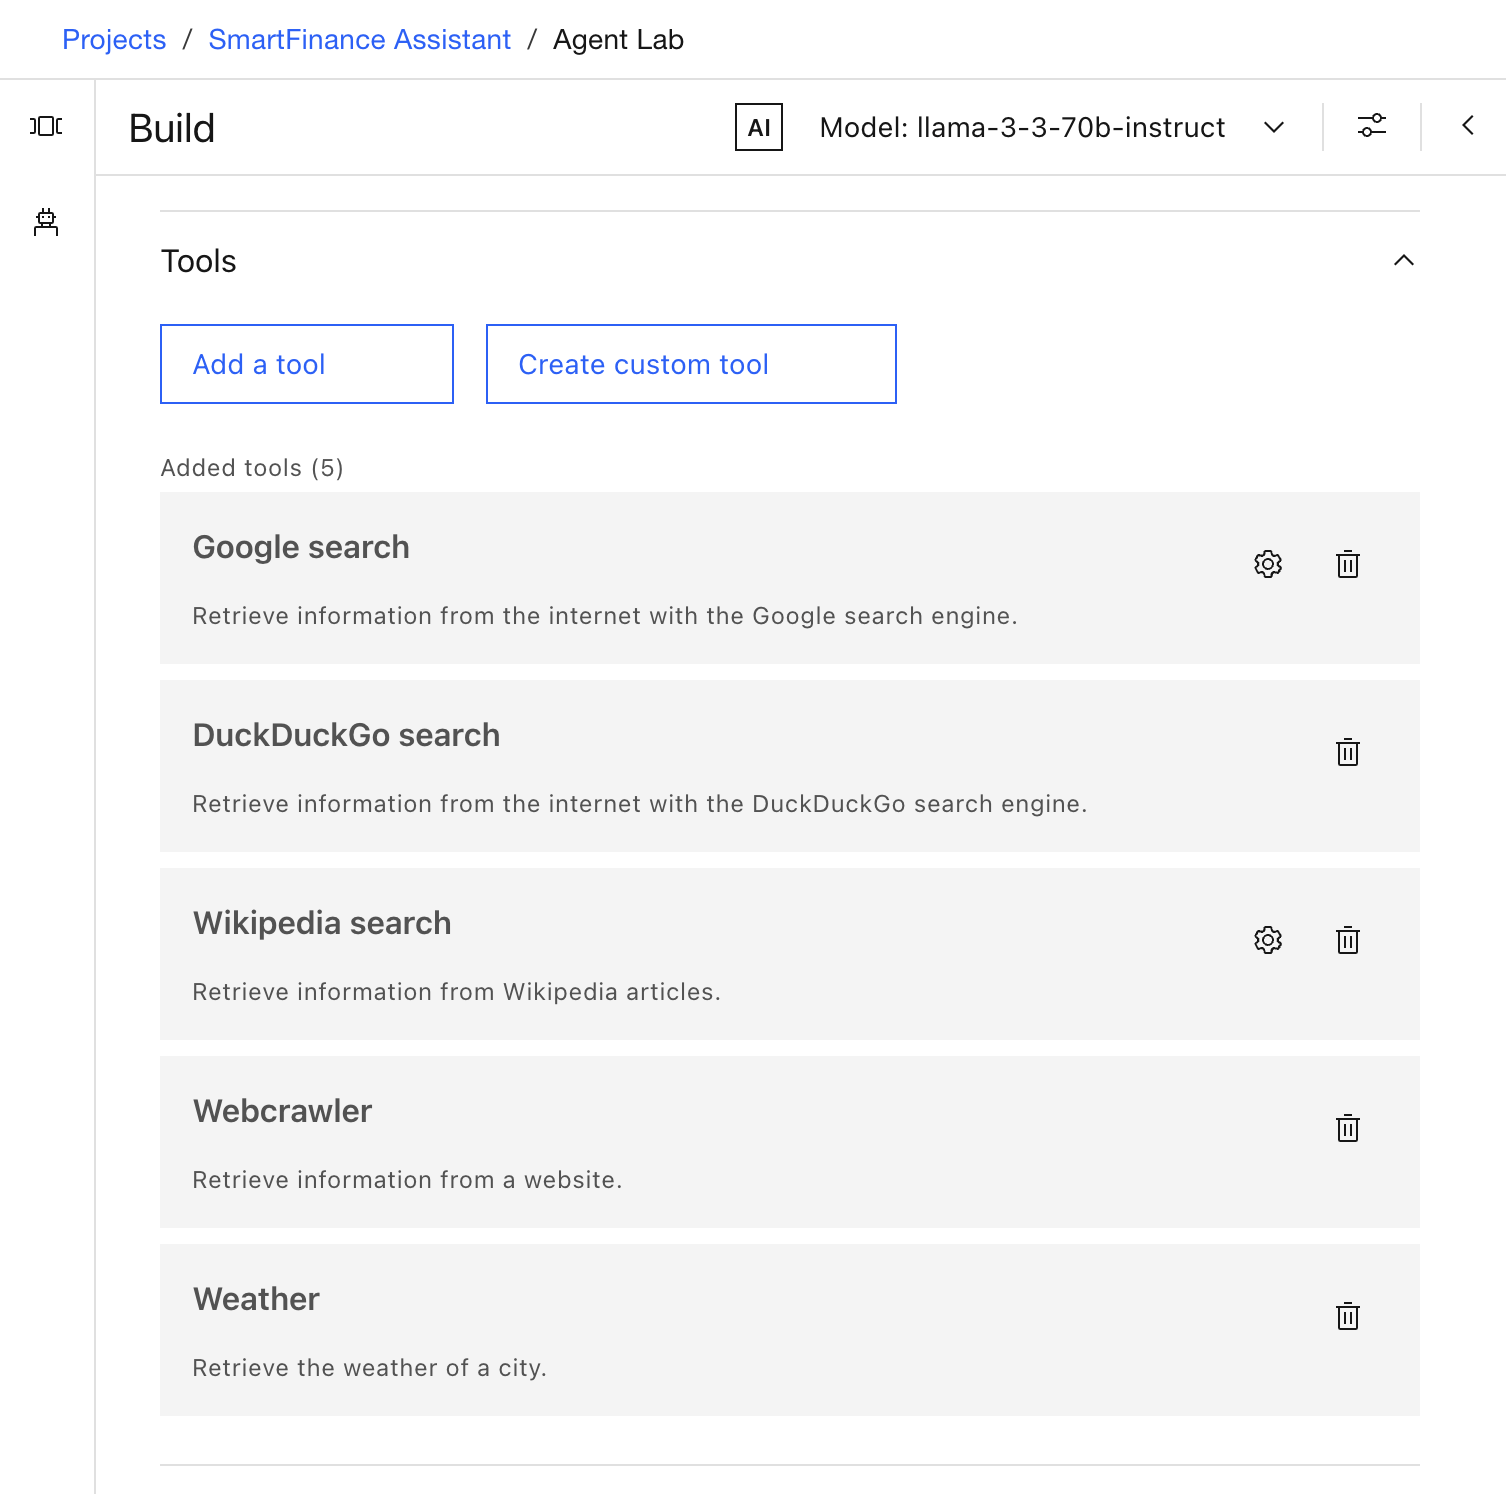 Projects / SmartFinance Assistant / Agent Lab
Build
AI
Model: llama-3-3-70b-instruct
Tools
Add a tool
Create custom tool
Added tools (5)
Google search
Retrieve information from the internet with the Google search engine.
DuckDuckGo search
Retrieve information from the internet with the DuckDuckGo search engine.
Wikipedia search
Retrieve information from Wikipedia articles.
Webcrawler
Retrieve information from a website.
Weather
Retrieve the weather of a city.